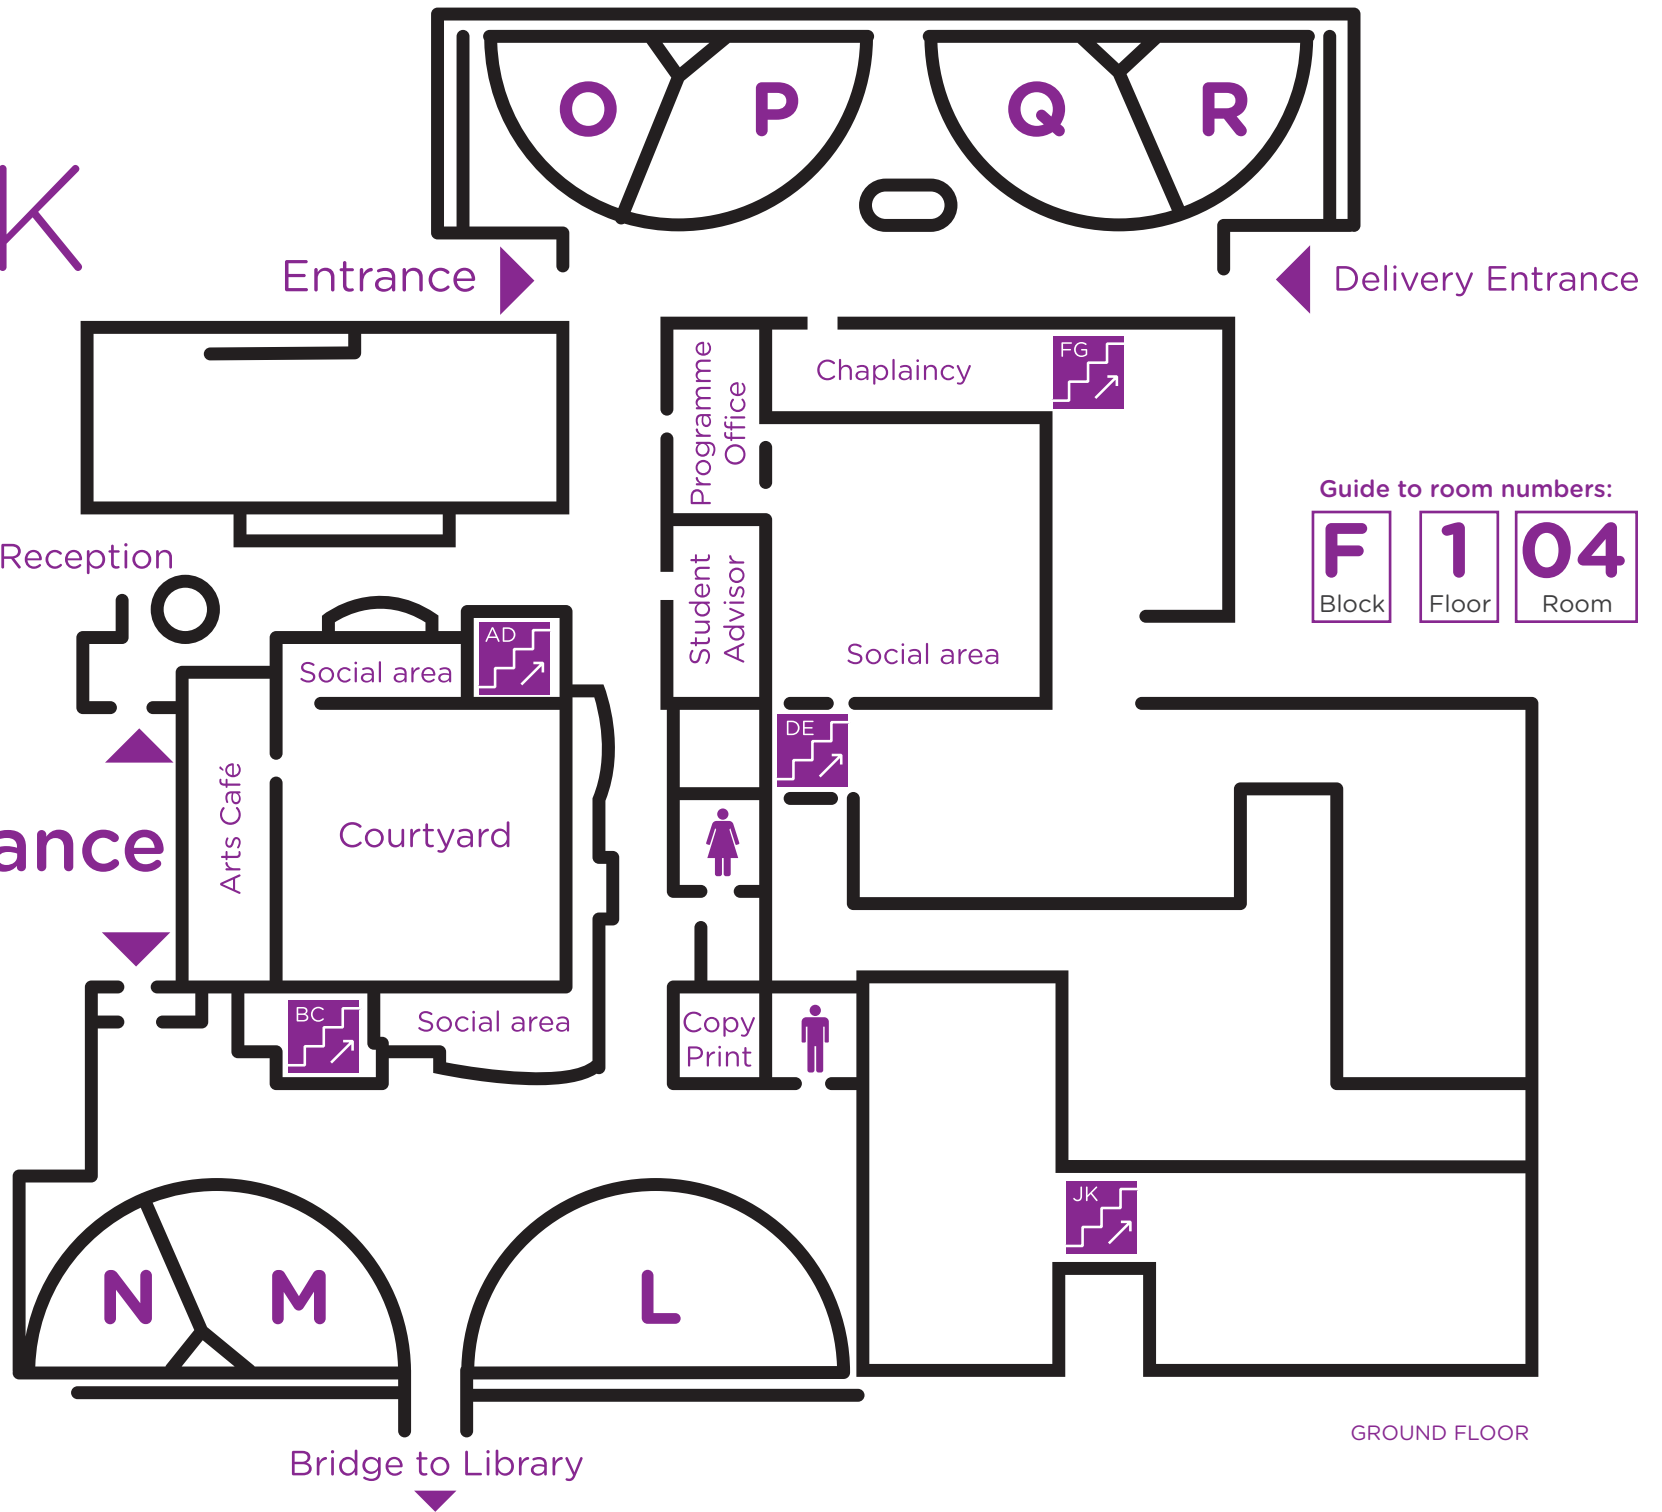 O
P
Q
R
K
Entrance
Delivery Entrance
Programme
Office
Chaplaincy
FG
Guide to room numbers:
F
1
04
Block
Floor
Room
Reception
Student
Advisor
AD
Social area
Social area
DE
Arts Café
Courtyard
ance
BC
Social area
Copy
Print
JK
N
M
L
GROUND FLOOR
Bridge to Library